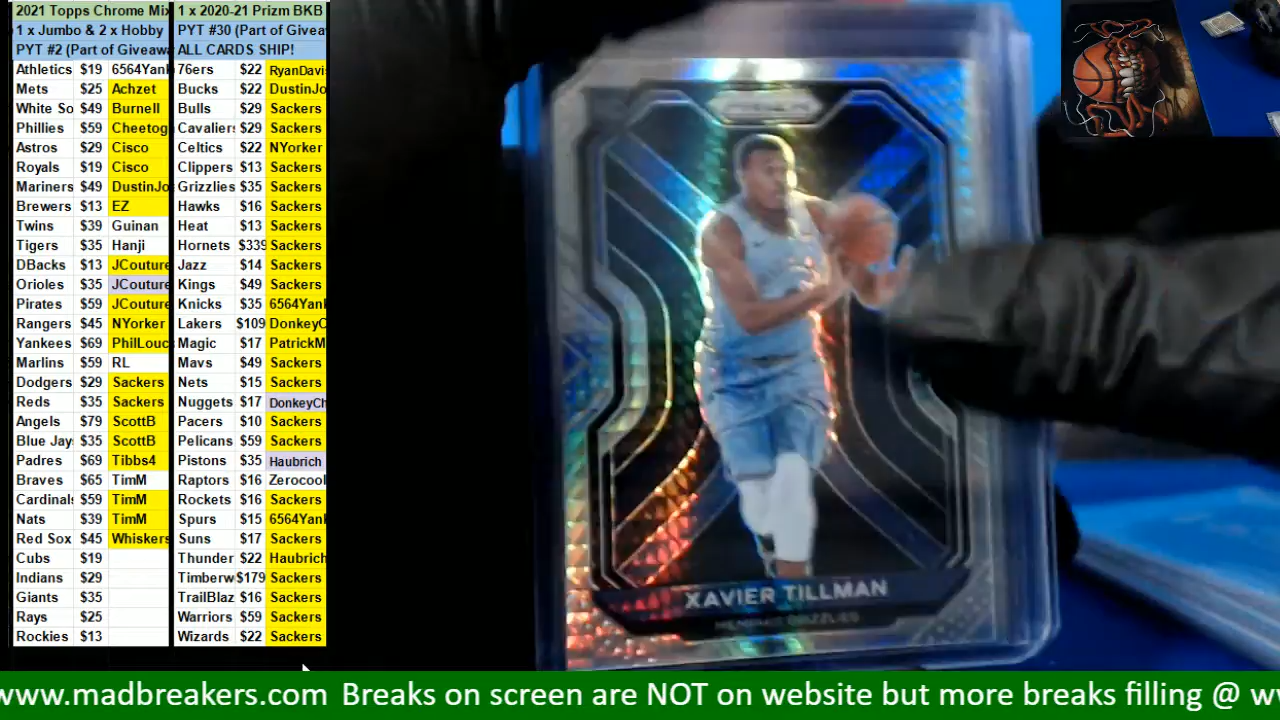 2021 Topps Chrome Mix
1 x Jumbo & 2 x Hobby
PYT #2 (Part of Giveaw
Athletics $19 6564Yank
Mets $25 Achzet
White So $49 Burnell
Phillies $59 Cheetog
Astros $29 Cisco
Royals $19 Cisco
Mariners $49 DustinJo
Brewers $13 EZ
Twins $39 Guinan
Tigers $35 Hanji
DBacks $13 JCouture
Orioles $35 JCouture
Pirates $59 JCouture
Rangers $45 NYorker
Yankees $69 PhilLouc
Marlins $59 RL
Dodgers $29 Sackers
Reds $35 Sackers
Angels $79 ScottB
Blue Jay $35 ScottB
Padres $69 Tibbs4
Braves $65 TimM
Cardinals $59 TimM
Nats $39 TimM
Red Sox $45 Whiskers
Cubs $19
Indians $29
Giants $35
Rays $25
Rockies $13
1 x 2020-21 Prizm BKB
PYT #30 (Part of Givea
ALL CARDS SHIP!
76ers $22 RyanDavi
Bucks $22 DustinJo
Bulls $29 Sackers
Cavaliers $29 Sackers
Celtics $22 NYorker
Clippers $13 Sackers
Grizzlies $35 Sackers
Hawks $16 Sackers
Heat $13 Sackers
Hornets $339 Sackers
Jazz $14 Sackers
Kings $49 Sackers
Knicks $35 6564Yank
Lakers $109 DonkeyC
Magic $17 PatrickM
Mavs $49 Sackers
Nets $15 Sackers
Nuggets $17 DonkeyCh
Pacers $10 Sackers
Pelicans $59 Sackers
Pistons $35 Haubrich
Raptors $16 Zerocool
Rockets $16 Sackers
Spurs $15 6564Yank
Suns $17 Sackers
Thunder $22 Haubrich
Timberw $179 Sackers
TrailBlaz $16 Sackers
Warriors $59 Sackers
Wizards $22 Sackers
XAVIER TILLMAN
MEMPHIS GRIZZLIES
www.madbreakers.com Breaks on screen are NOT on website but more breaks filling @ w